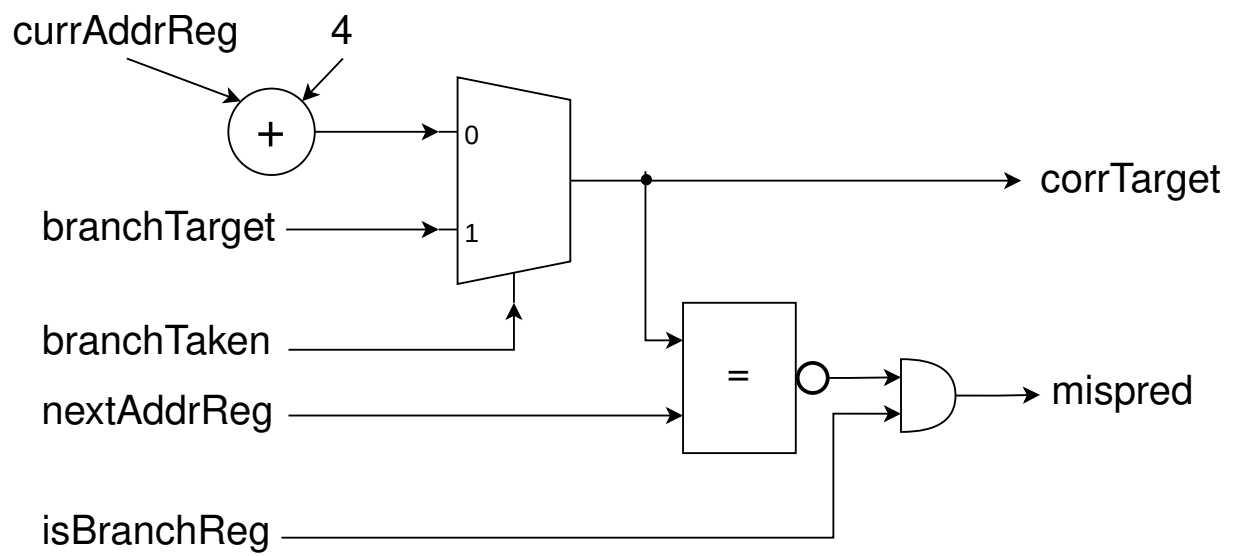 currAddrReg 4
+
0
corrTarget
branchTarget
1
branchTaken
=
mispred
nextAddrReg
isBranchReg